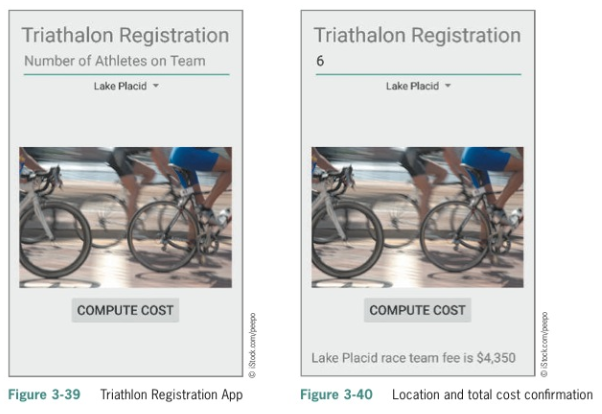 Triathalon Registration
Number of Athletes on Team
Lake Placid
COMPUTE COST
© iStock.com/peepo
Figure 3-39 Triathlon Registration App
Triathalon Registration
6
Lake Placid
COMPUTE COST
Lake Placid race team fee is $4,350
© iStock.com/peepo
Figure 3-40 Location and total cost confirmation